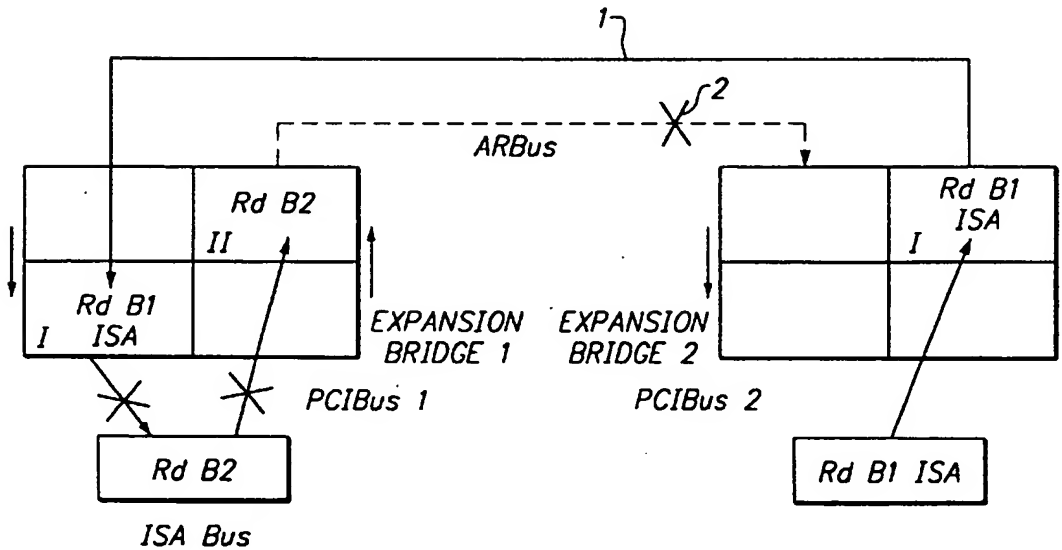 1
2
ARBus
Rd B2
II
Rd B1
ISA
I
Rd B1
ISA
I
EXPANSION
BRIDGE 1
EXPANSION
BRIDGE 2
PCIBus 1
PCIBus 2
Rd B2
Rd B1 ISA
ISA Bus